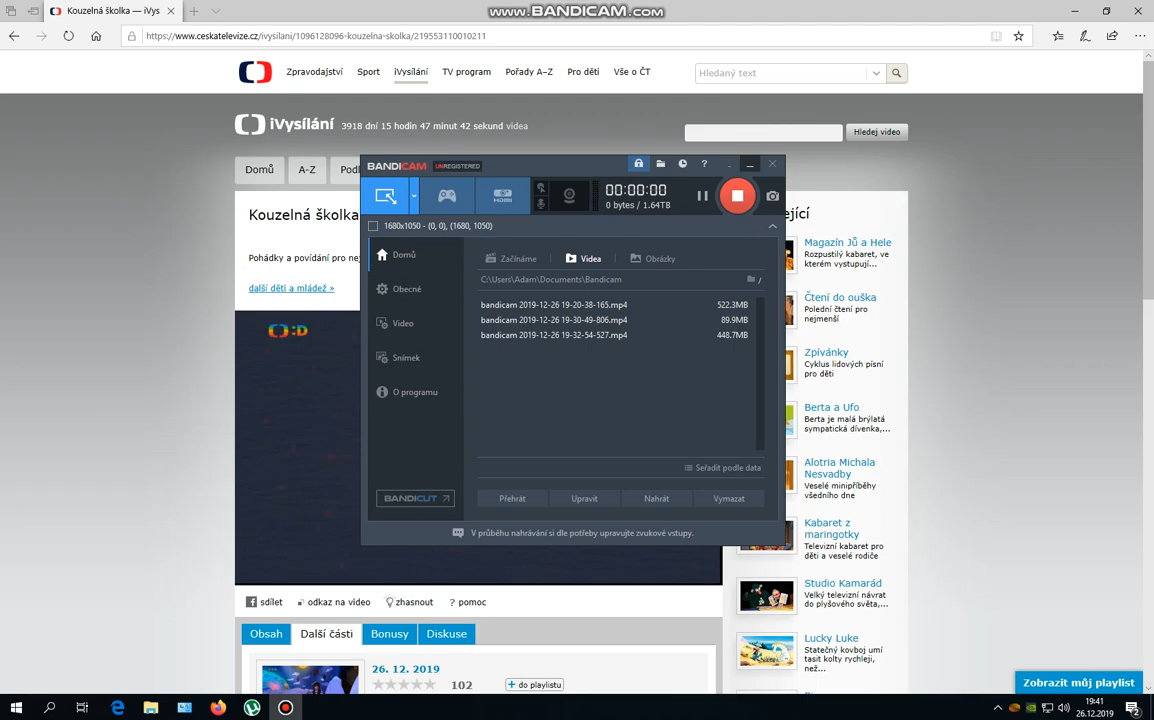 www.BANDICAM.com
Kouzelná školka — iVys
https://www.ceskatelevize.cz/ivysilani/1096128096-kouzelna-skolka/219553110010211
Zpravodajství Sport iVysílání TV program Pořady A–Z Pro děti Vše o ČT
Hledaný text
iVysílání 3918 dní 15 hodin 47 minut 42 sekund videa
Hledej video
Domů A-Z
BANDICAM UNREGISTERED
00:00:00
0 bytes / 1.64TB
1680x1050 - (0, 0), (1680, 1050)
Domů
Obecné
Video
Snímek
O programu
BANDICUT
Začínáme Videa Obrázky
C:\Users\Adam\Documents\Bandicam
bandicam 2019-12-26 19-20-38-165.mp4 522.3MB
bandicam 2019-12-26 19-30-49-806.mp4 89.9MB
bandicam 2019-12-26 19-32-54-527.mp4 448.7MB
Seřadit podle data
Přehrát Upravit Nahrát Vymazat
V průběhu nahrávání si dle potřeby upravujte zvukové vstupy.
Kouzelná školka
Pohádky a povídání pro
další děti a mládež »
:D
Magazín Jů a Hele
Rozpustilý kabaret, ve
kterém vystupují...
Čtení do ouška
Polední čtení pro
nejmenší
Zpívánky
Cyklus lidových písní
pro děti
Berta a Ufo
Berta je malá brýlatá
sympatická dívenka,...
Alotria Michala
Nesvadby
Veselé minipříběhy
všedního dne
Kabaret z
maringotky
Televizní kabaret pro
děti a veselé rodiče
Studio Kamarád
Velký televizní návrat
do plyšového světa,...
Lucky Luke
Statečný kovboj umí
tasit kolty rychleji,
než...
sdílet odkaz na video zhasnout ? pomoc
Obsah Další části Bonusy Diskuse
26. 12. 2019
102 + do playlistu
Zobrazit můj playlist
19:41
26.12.2019
2